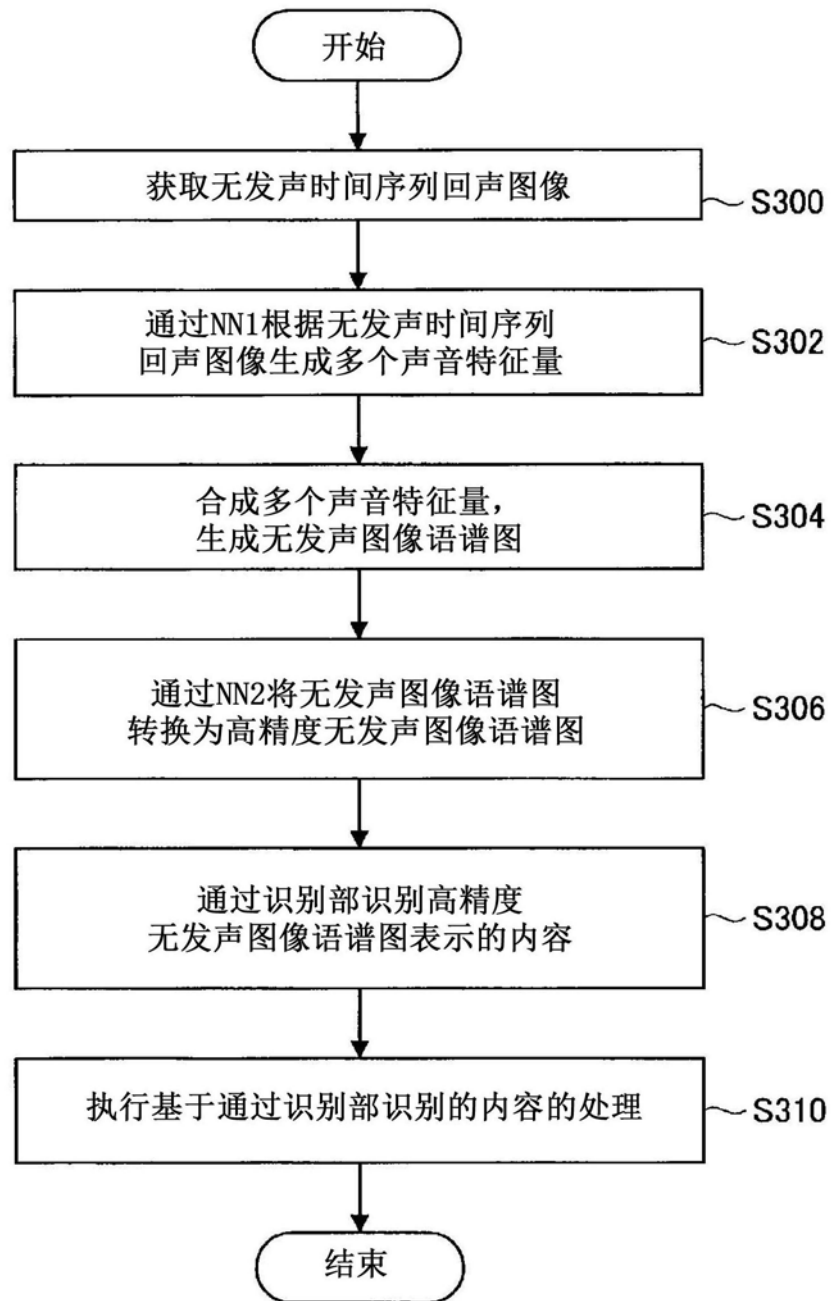 开始
获取无发声时间序列回声图像
S300
通过NN1根据无发声时间序列
回声图像生成多个声音特征量
S302
合成多个声音特征量，
生成无发声图像语谱图
S304
通过NN2将无发声图像语谱图
转换为高精度无发声图像语谱图
S306
通过识别部识别高精度
无发声图像语谱图表示的内容
S308
执行基于通过识别部识别的内容的处理
S310
结束